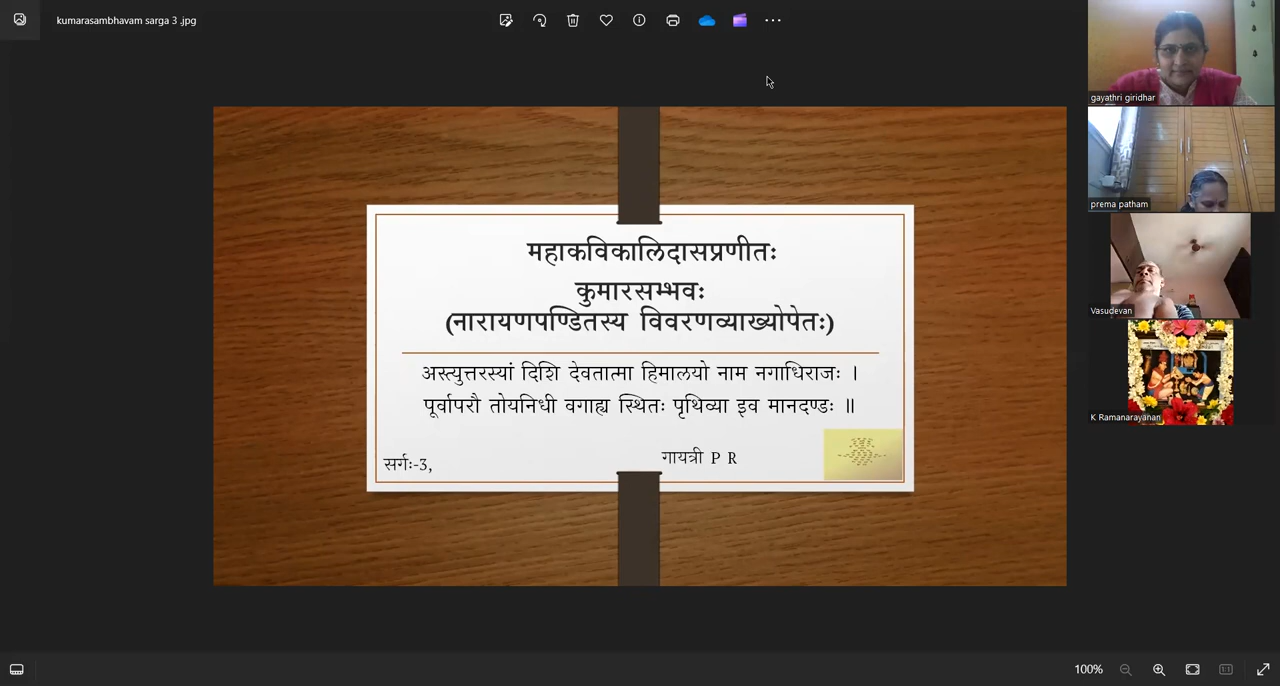 kumarasambhavam sarga 3 .jpg
gayathri giridhar
prema patham
Vasudevan
K Ramanarayanan
महाकविकालिदासप्रणीतः
कुमारसम्भवः
(नारायणपण्डितस्य विवरणव्याख्योपेतः)
अस्त्युत्तरस्यां दिशि देवतात्मा हिमालयो नाम नगाधिराजः ।
पूर्वापरौ तोयनिधी वगाह्य स्थितः पृथिव्या इव मानदण्डः ॥
सर्गः-3,
गायत्री P R
100%